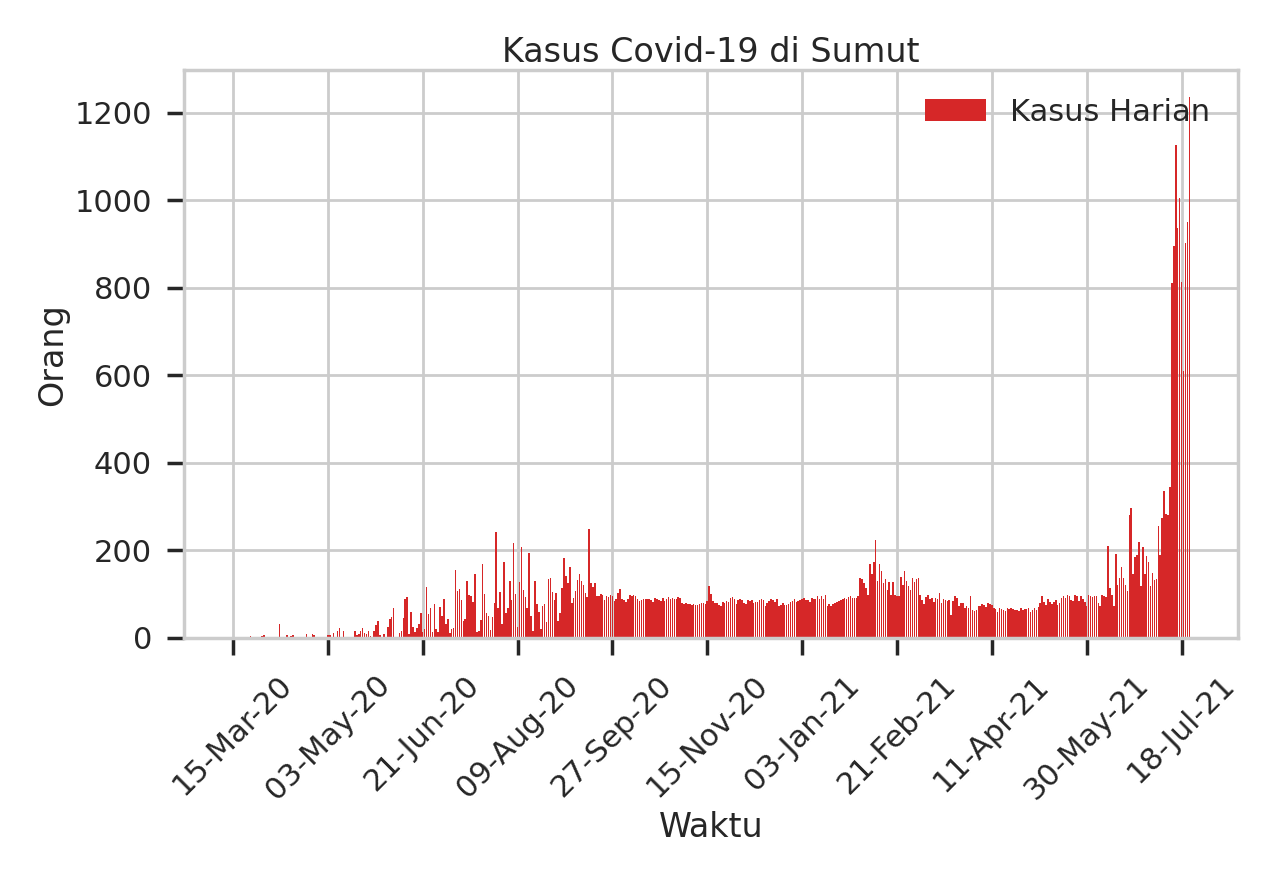 Kasus Covid-19 di Sumut
Kasus Harian
Orang
1200
1000
800
600
400
200
0
15-Mar-20
03-May-20
21-Jun-20
09-Aug-20
27-Sep-20
15-Nov-20
03-Jan-21
21-Feb-21
11-Apr-21
30-May-21
18-Jul-21
Waktu